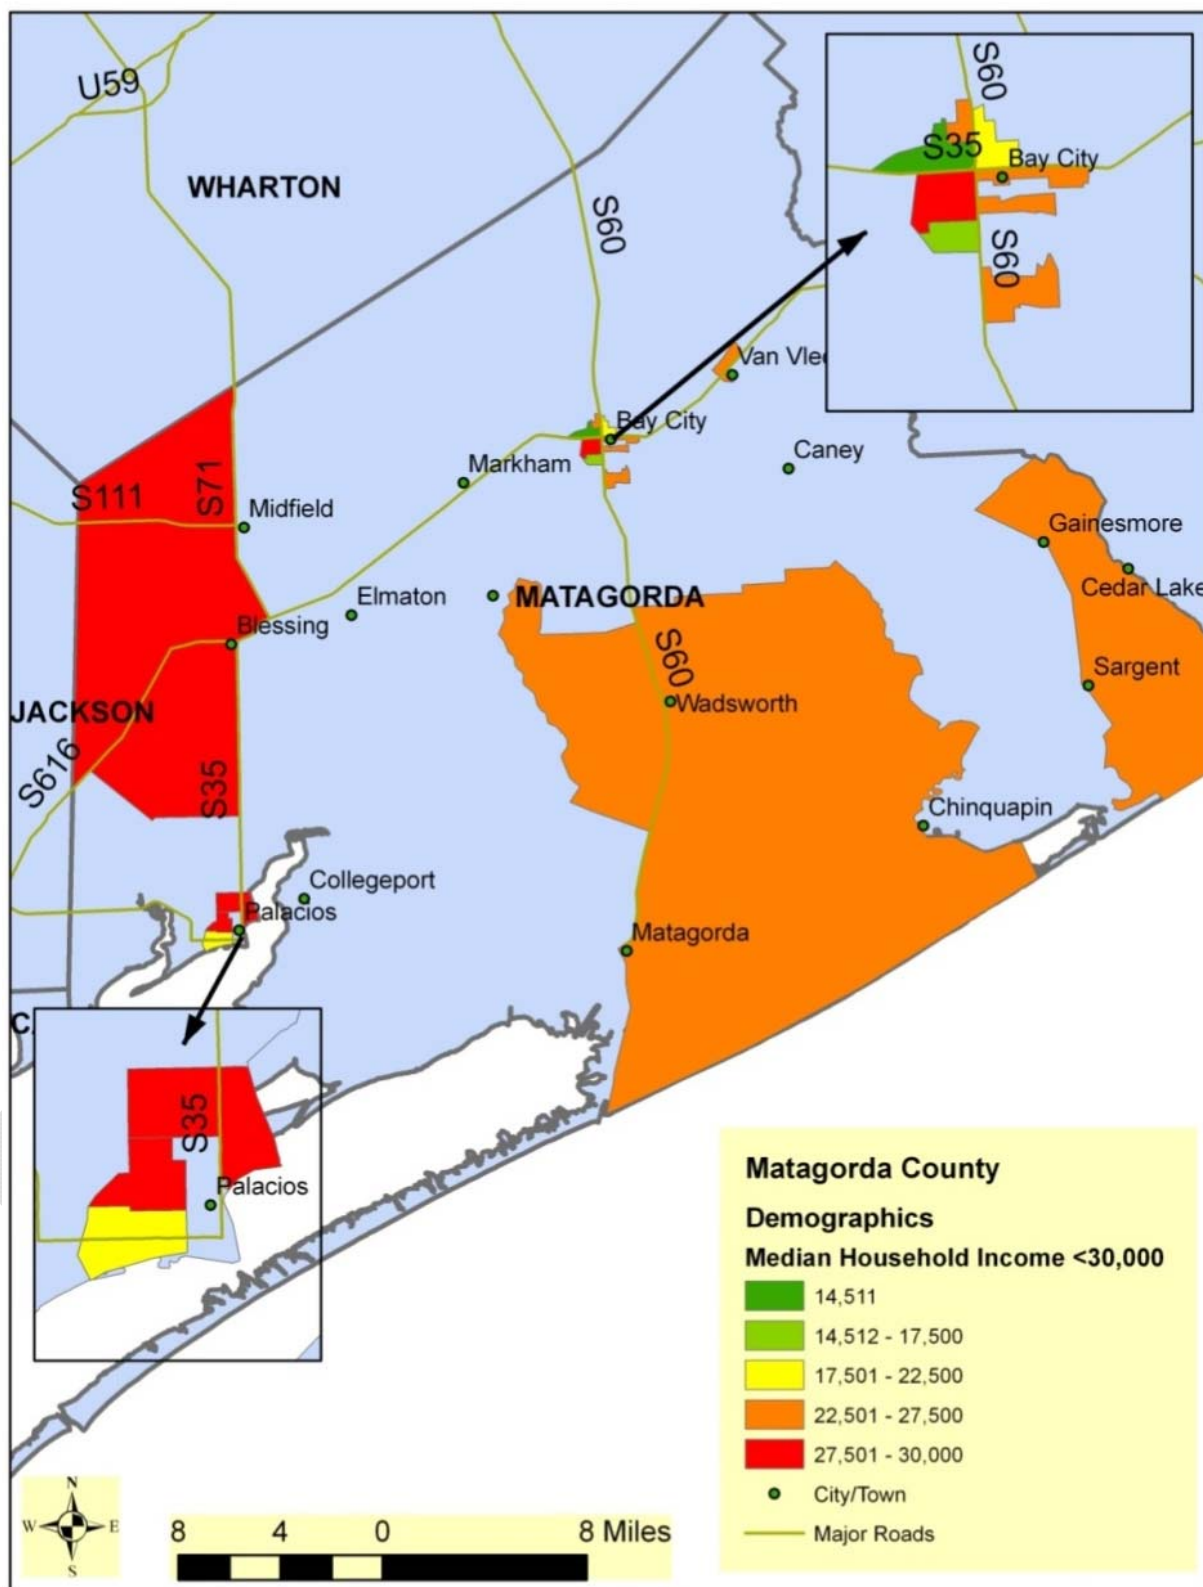 U59
S60
WHARTON
S35
Bay City
S60
S60
Bay City
Markham
Caney
S71
S111
Midfield
Gainesmore
Cedar Lake
Elmaton
MATAGORDA
Blessing
S60
Sargent
Wadsworth
JACKSON
S616
S35
Chinquapin
Collegeport
Palacios
Matagorda
S35
Palacios
Matagorda County
Demographics
Median Household Income <30,000
14,511
14,512 - 17,500
17,501 - 22,500
22,501 - 27,500
27,501 - 30,000
City/Town
Major Roads
N
W E
S
8 4 0 8 Miles